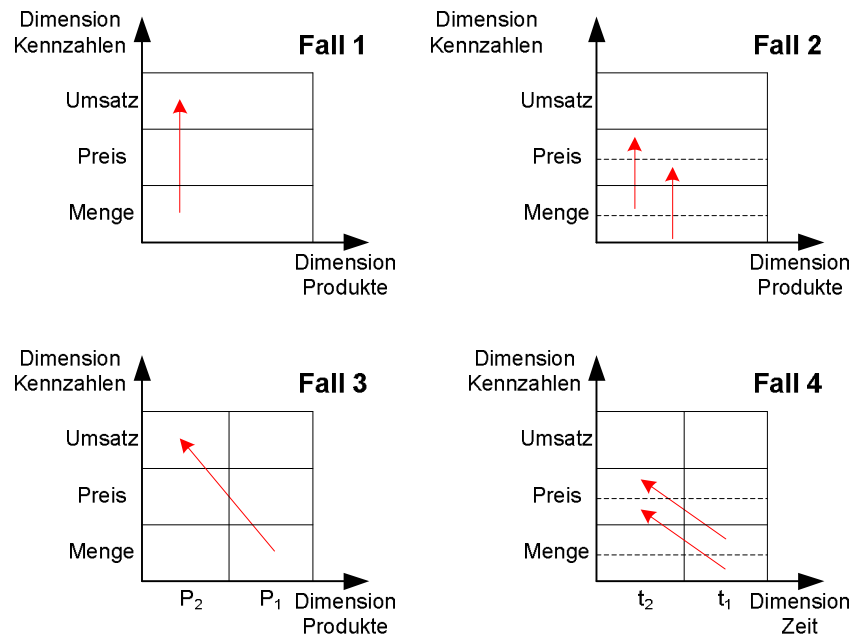 Dimension
Kennzahlen
Fall 1
Umsatz
Preis
Menge
Dimension
Produkte
Dimension
Kennzahlen
Fall 2
Umsatz
Preis
Menge
Dimension
Produkte
Dimension
Kennzahlen
Fall 3
Umsatz
Preis
Menge
P₂
P₁
Dimension
Produkte
Dimension
Kennzahlen
Fall 4
Umsatz
Preis
Menge
t₂
t₁
Dimension
Zeit